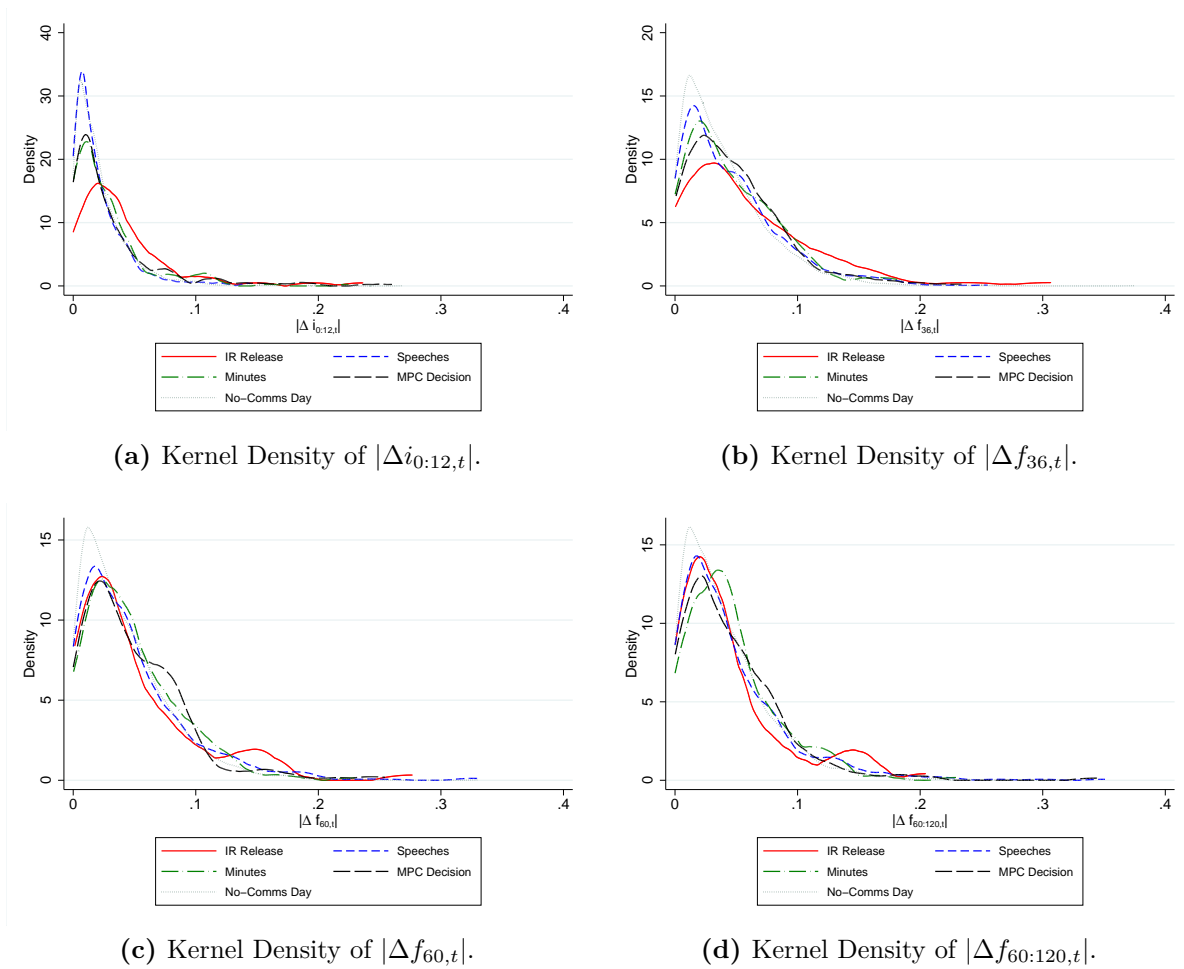 40
30
20
10
0
Density
0 .1 .2 .3 .4
|Δ i0:12,t|
IR Release Speeches
Minutes MPC Decision
No−Comms Day
(a) Kernel Density of |Δi0:12,t|.
20
15
10
5
0
Density
0 .1 .2 .3 .4
|Δ f36,t|
IR Release Speeches
Minutes MPC Decision
No−Comms Day
(b) Kernel Density of |Δf36,t|.
15
10
5
0
Density
0 .1 .2 .3 .4
|Δ f60,t|
IR Release Speeches
Minutes MPC Decision
No−Comms Day
(c) Kernel Density of |Δf60,t|.
15
10
5
0
Density
0 .1 .2 .3 .4
|Δ f60:120,t|
IR Release Speeches
Minutes MPC Decision
No−Comms Day
(d) Kernel Density of |Δf60:120,t|.